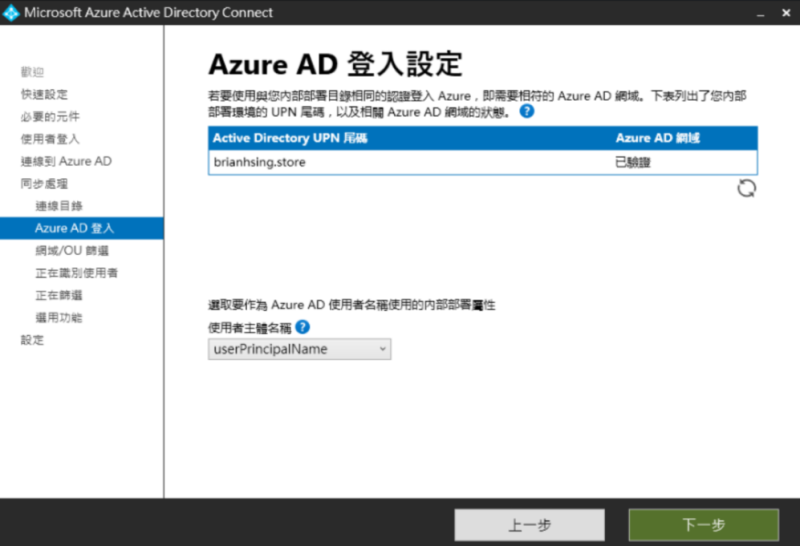 Microsoft Azure Active Directory Connect
歡迎
快速設定
必要的元件
使用者登入
連線到 Azure AD
同步處理
連線目錄
Azure AD 登入
網域/OU 篩選
正在識別使用者
正在篩選
選用功能
設定
Azure AD 登入設定
若要使用與您內部部署目錄相同的認證登入 Azure，即需要相符的 Azure AD 網域。下表列出了您內部
部署環境的 UPN 尾碼，以及相關 Azure AD 網域的狀態。 ?
Active Directory UPN 尾碼 Azure AD 網域
brianhsing.store 已驗證
選取要作為 Azure AD 使用者名稱使用的內部部署屬性
使用者主體名稱 ?
userPrincipalName
上一步 下一步